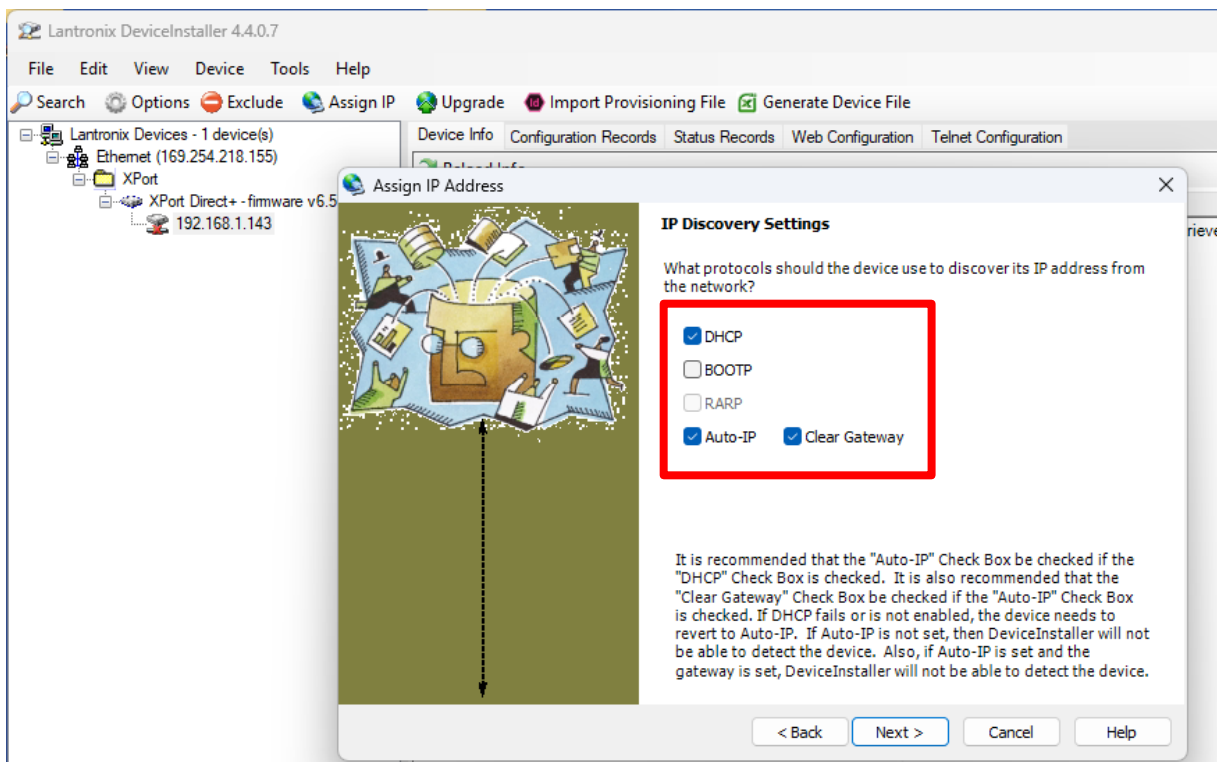 Lantronix DeviceInstaller 4.4.0.7
File Edit View Device Tools Help
Search Options Exclude Assign IP Upgrade Import Provisioning File Generate Device File
Lantronix Devices - 1 device(s)
Ethernet (169.254.218.155)
XPort
XPort Direct+ - firmware v6.5
192.168.1.143
Device Info Configuration Records Status Records Web Configuration Telnet Configuration
Assign IP Address
IP Discovery Settings
What protocols should the device use to discover its IP address from
the network?
DHCP
BOOTP
RARP
Auto-IP Clear Gateway
It is recommended that the "Auto-IP" Check Box be checked if the
"DHCP" Check Box is checked. It is also recommended that the
"Clear Gateway" Check Box be checked if the "Auto-IP" Check Box
is checked. If DHCP fails or is not enabled, the device needs to
revert to Auto-IP. If Auto-IP is not set, then DeviceInstaller will not
be able to detect the device. Also, if Auto-IP is set and the
gateway is set, DeviceInstaller will not be able to detect the device.
< Back Next > Cancel Help